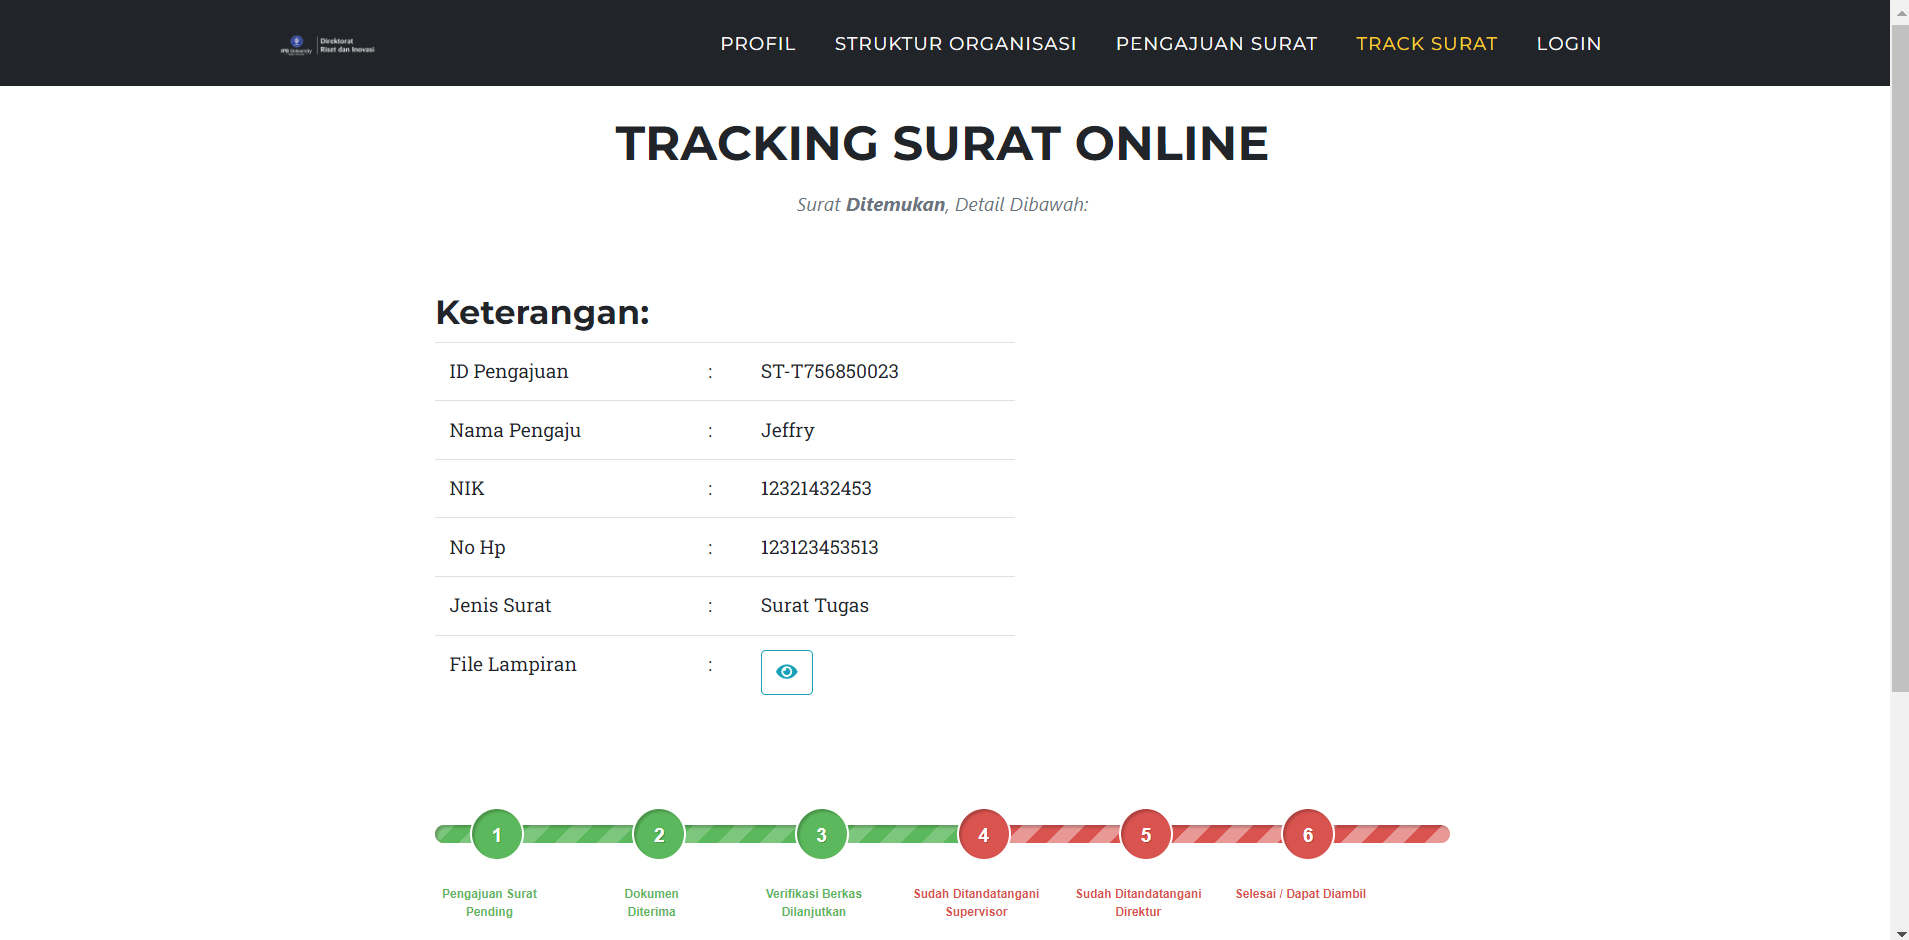 IPB University
Direktorat
Riset dan Inovasi
PROFIL STRUKTUR ORGANISASI PENGAJUAN SURAT TRACK SURAT LOGIN
TRACKING SURAT ONLINE
Surat Ditemukan, Detail Dibawah:
Keterangan:
ID Pengajuan : ST-T756850023
Nama Pengaju : Jeffry
NIK : 12321432453
No Hp : 123123453513
Jenis Surat : Surat Tugas
File Lampiran :
1 2 3 4 5 6
Pengajuan Surat Pending
Dokumen Diterima
Verifikasi Berkas Dilanjutkan
Sudah Ditandatangani Supervisor
Sudah Ditandatangani Direktur
Selesai / Dapat Diambil